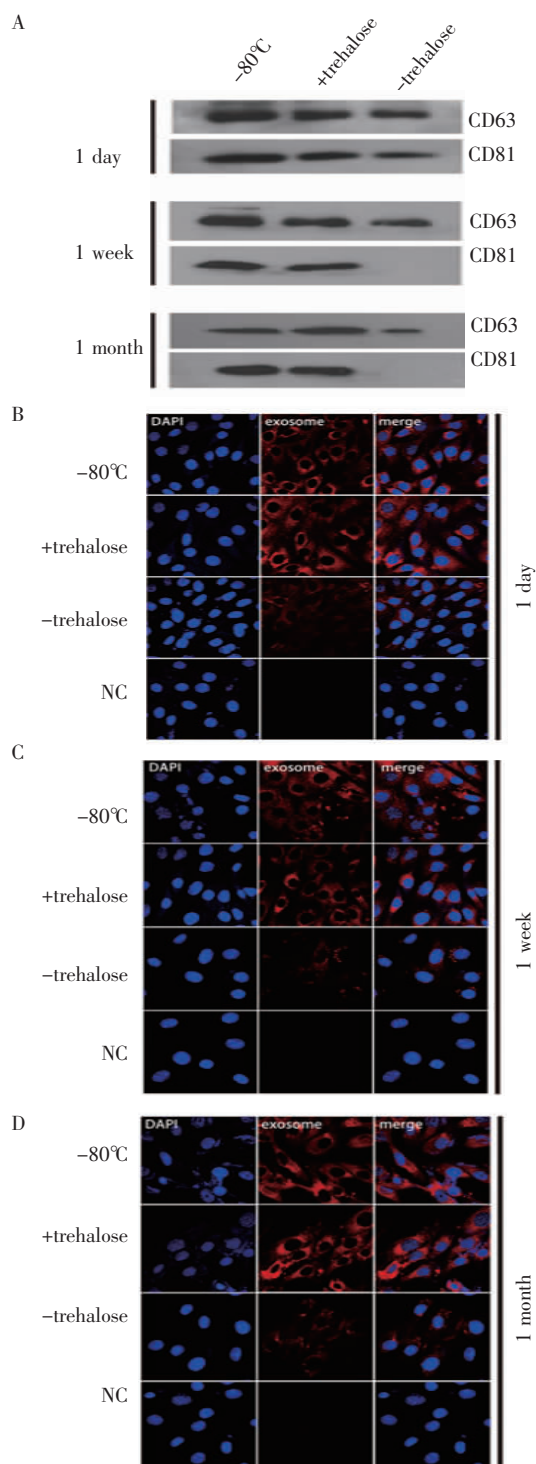 A
−80℃ +trehalose −trehalose
CD63
1 day
CD81
CD63
1 week
CD81
CD63
1 month
CD81
B
DAPI exosome merge
−80℃
+trehalose
−trehalose
NC
1 day
C
DAPI exosome merge
−80℃
+trehalose
−trehalose
NC
1 week
D
DAPI exosome merge
−80℃
+trehalose
−trehalose
NC
1 month